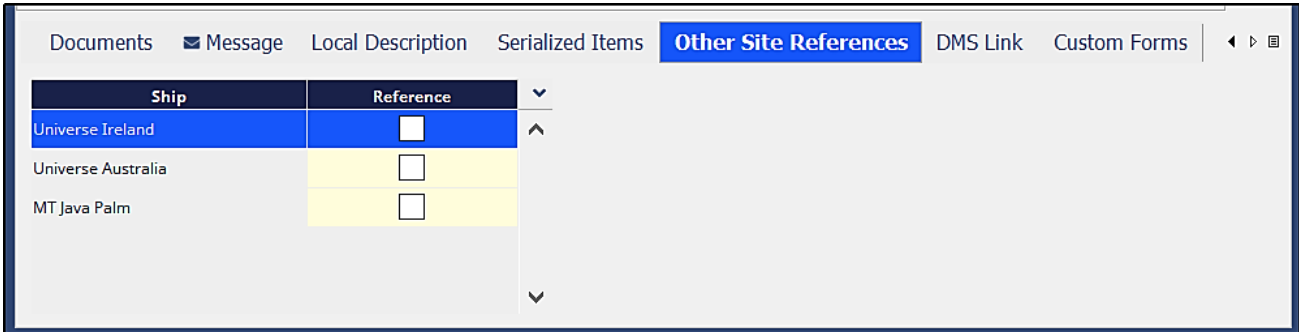 Documents Message Local Description Serialized Items Other Site References DMS Link Custom Forms
Ship Reference
Universe Ireland
Universe Australia
MT Java Palm